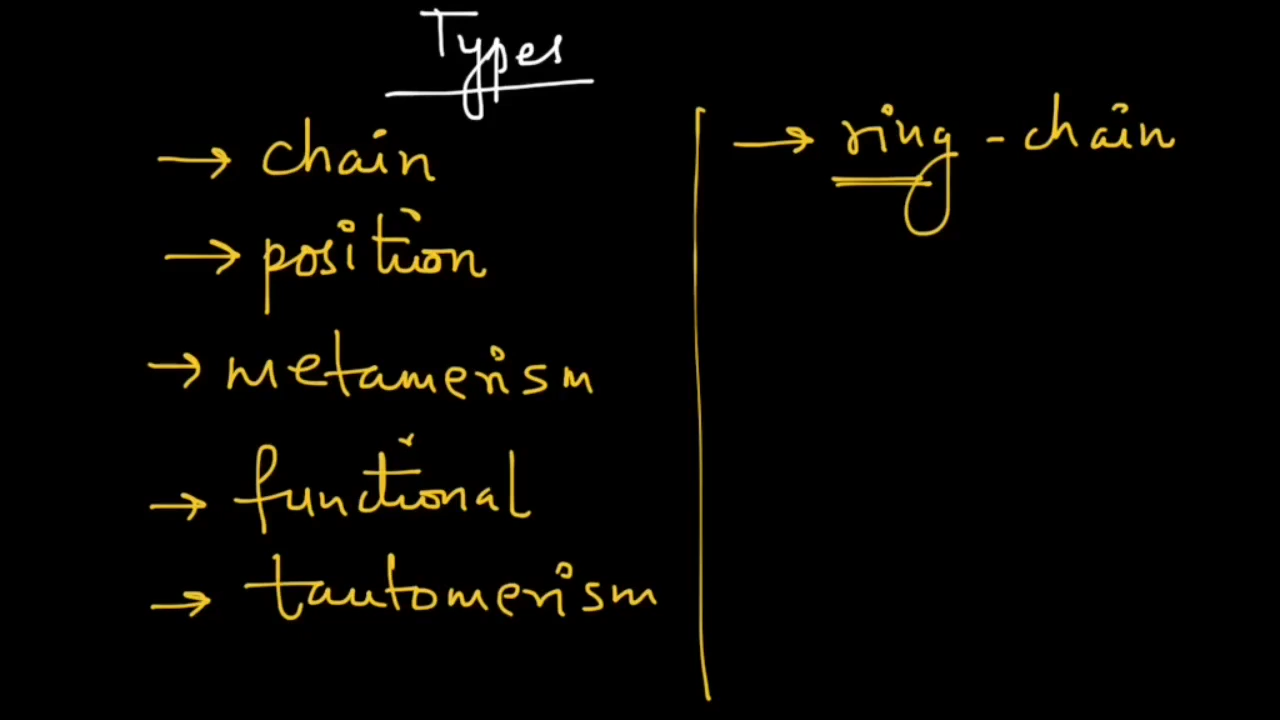 Types
→ chain
→ position
→ metamerism
→ functional
→ tautomerism
→ ring - chain